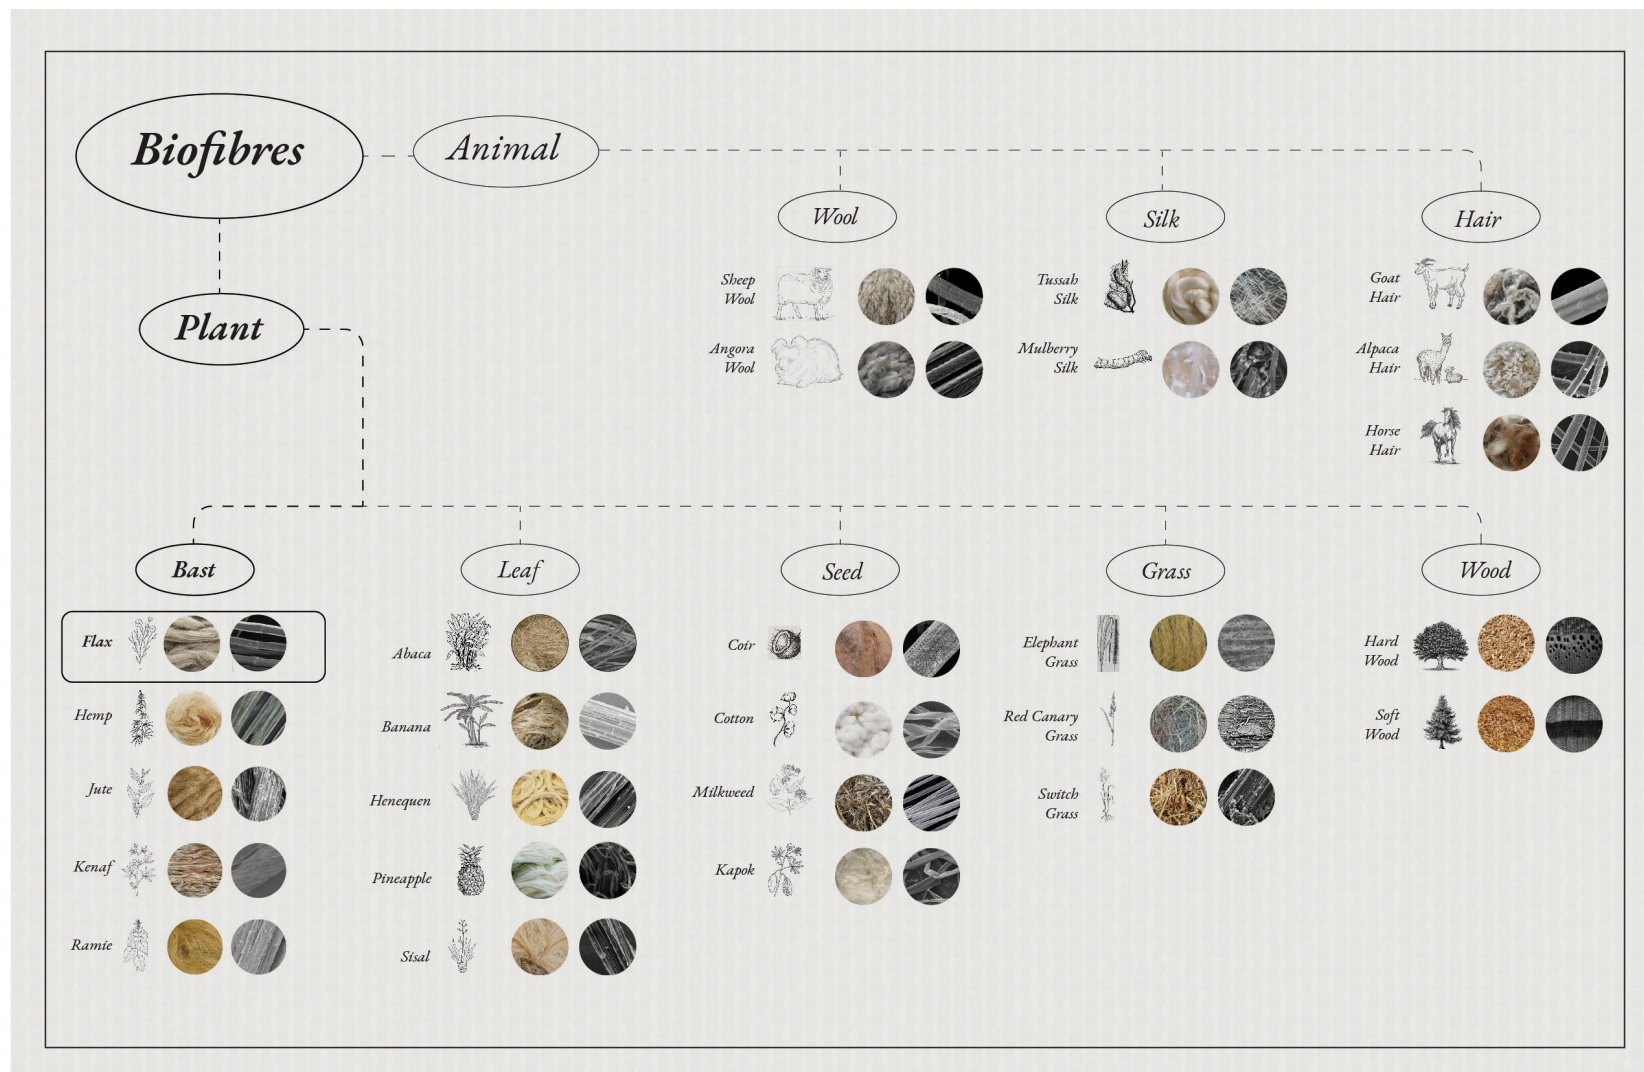 Biofibres
Animal
Wool
Silk
Hair
Sheep
Wool
Angora
Wool
Tussah
Silk
Mulberry
Silk
Goat
Hair
Alpaca
Hair
Horse
Hair
Plant
Bast
Leaf
Seed
Grass
Wood
Flax
Hemp
Jute
Kenaf
Ramie
Abaca
Banana
Henequen
Pineapple
Sisal
Coir
Cotton
Milkweed
Kapok
Elephant
Grass
Red Canary
Grass
Switch
Grass
Hard
Wood
Soft
Wood